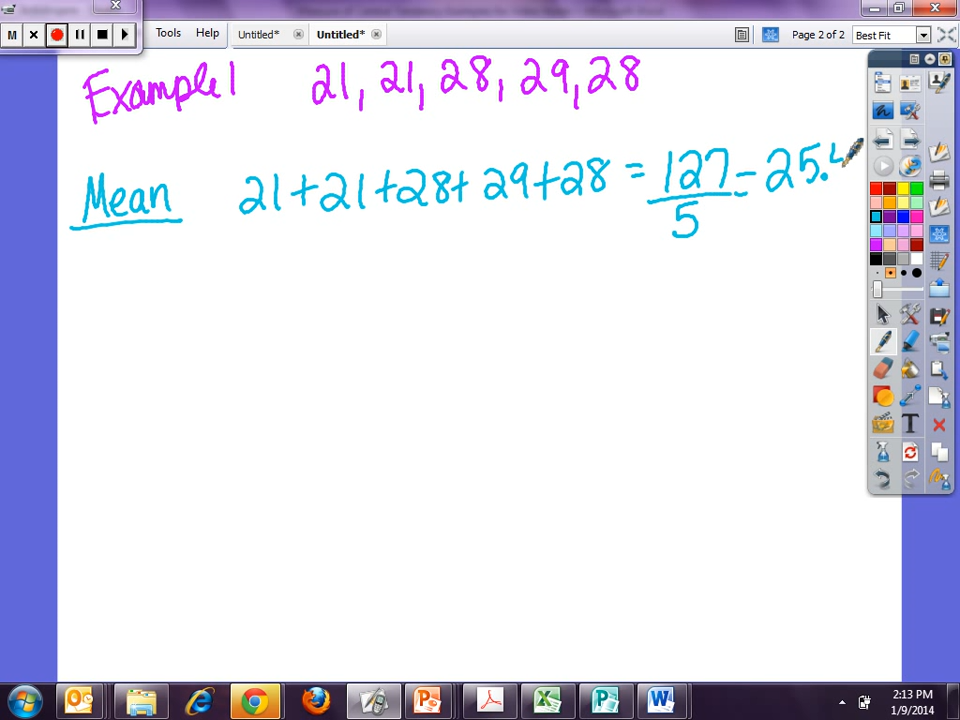 M
Tools Help Untitled* Untitled* Page 2 of 2 Best Fit
Example 1 21, 21, 28, 29, 28
Mean 21+21+28+29+28 = 127/5 = 25.4
2:13 PM
1/9/2014